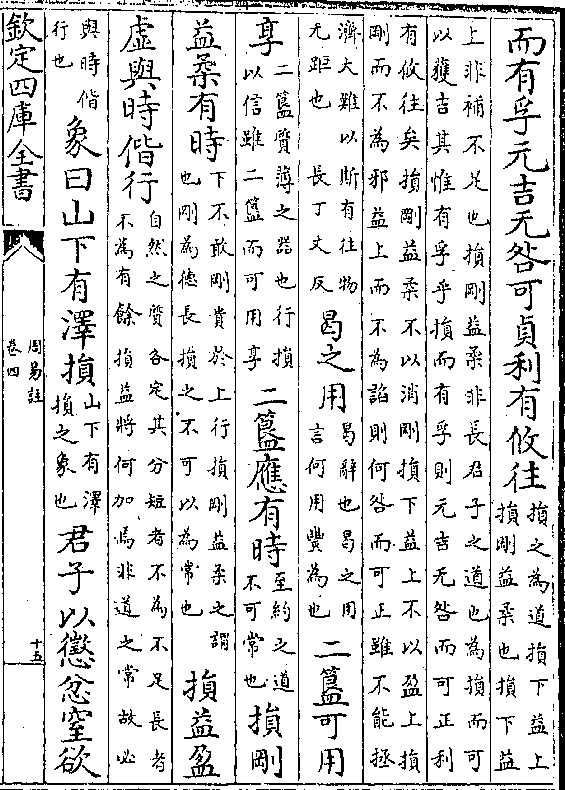 而有孚元吉无咎可貞利有攸往
損之為道損下益上
損剛益柔也損下益
上非補不足也損剛益柔非長君子之道也為損而可
以獲吉其惟有孚乎損而有孚則元吉无咎而可正利
有攸往矣損剛益柔不以消剛損下益上不以盈上損
剛而不為邪益上而不為諂則何咎而可正雖不能拯
濟大難以斯有往物
无距也 長丁丈反
曷之用
曷辭也曷之用
言何用豐為也
二簋可用
享
二簋質薄之器也行損
以信雖二簋而可用享
二簋應有時
至約之道
不可常也
損剛
益柔有時
下不敢剛貴於上行損剛益柔之謂
也剛為德長損之不可以為常也
損益盈
虛與時偕行
自然之質各定其分短者不為不足長者
不為有餘損益將何加焉非道之常故必
與時偕
行也
象曰山下有澤損
山下有澤
損之象也
君子以懲忿窒欲
欽定四庫全書
周易註
卷四
十五